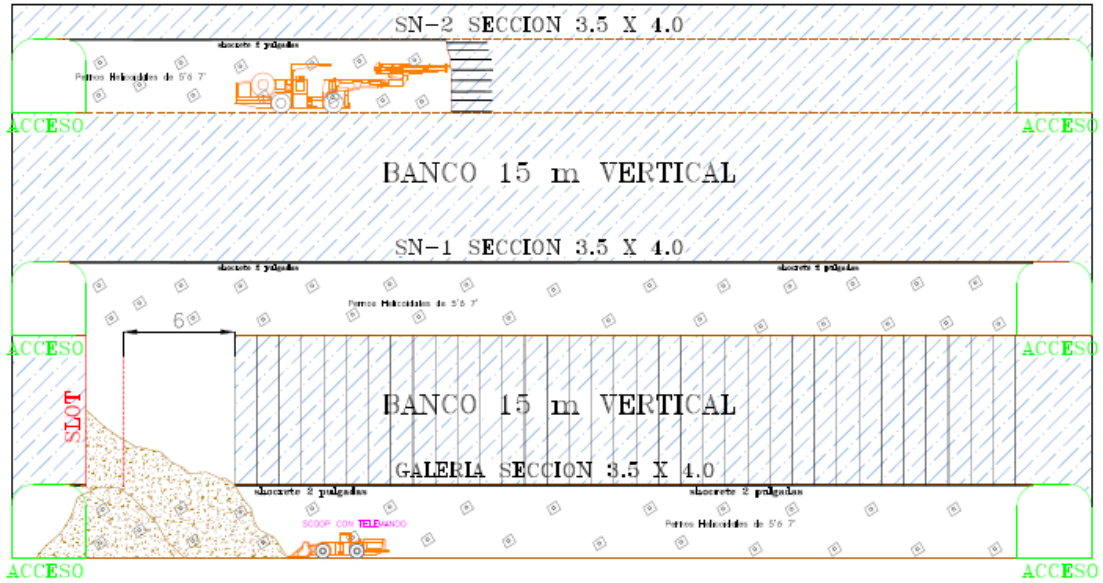 SN-2 SECCION 3.5 X 4.0
shocrete 2 pulgadas
Pernos Helicoidales de 5'6 7"
ACCESO
ACCESO
BANCO 15 m VERTICAL
SN-1 SECCION 3.5 X 4.0
shocrete 2 pulgadas
shocrete 2 pulgadas
Pernos Helicoidales de 5'6 7"
6
ACCESO
ACCESO
SLOT
BANCO 15 m VERTICAL
GALERIA SECCION 3.5 X 4.0
shocrete 2 pulgadas
shocrete 2 pulgadas
SCOOP CON TELEMANDO
Pernos Helicoidales de 5'6 7"
ACCESO
ACCESO